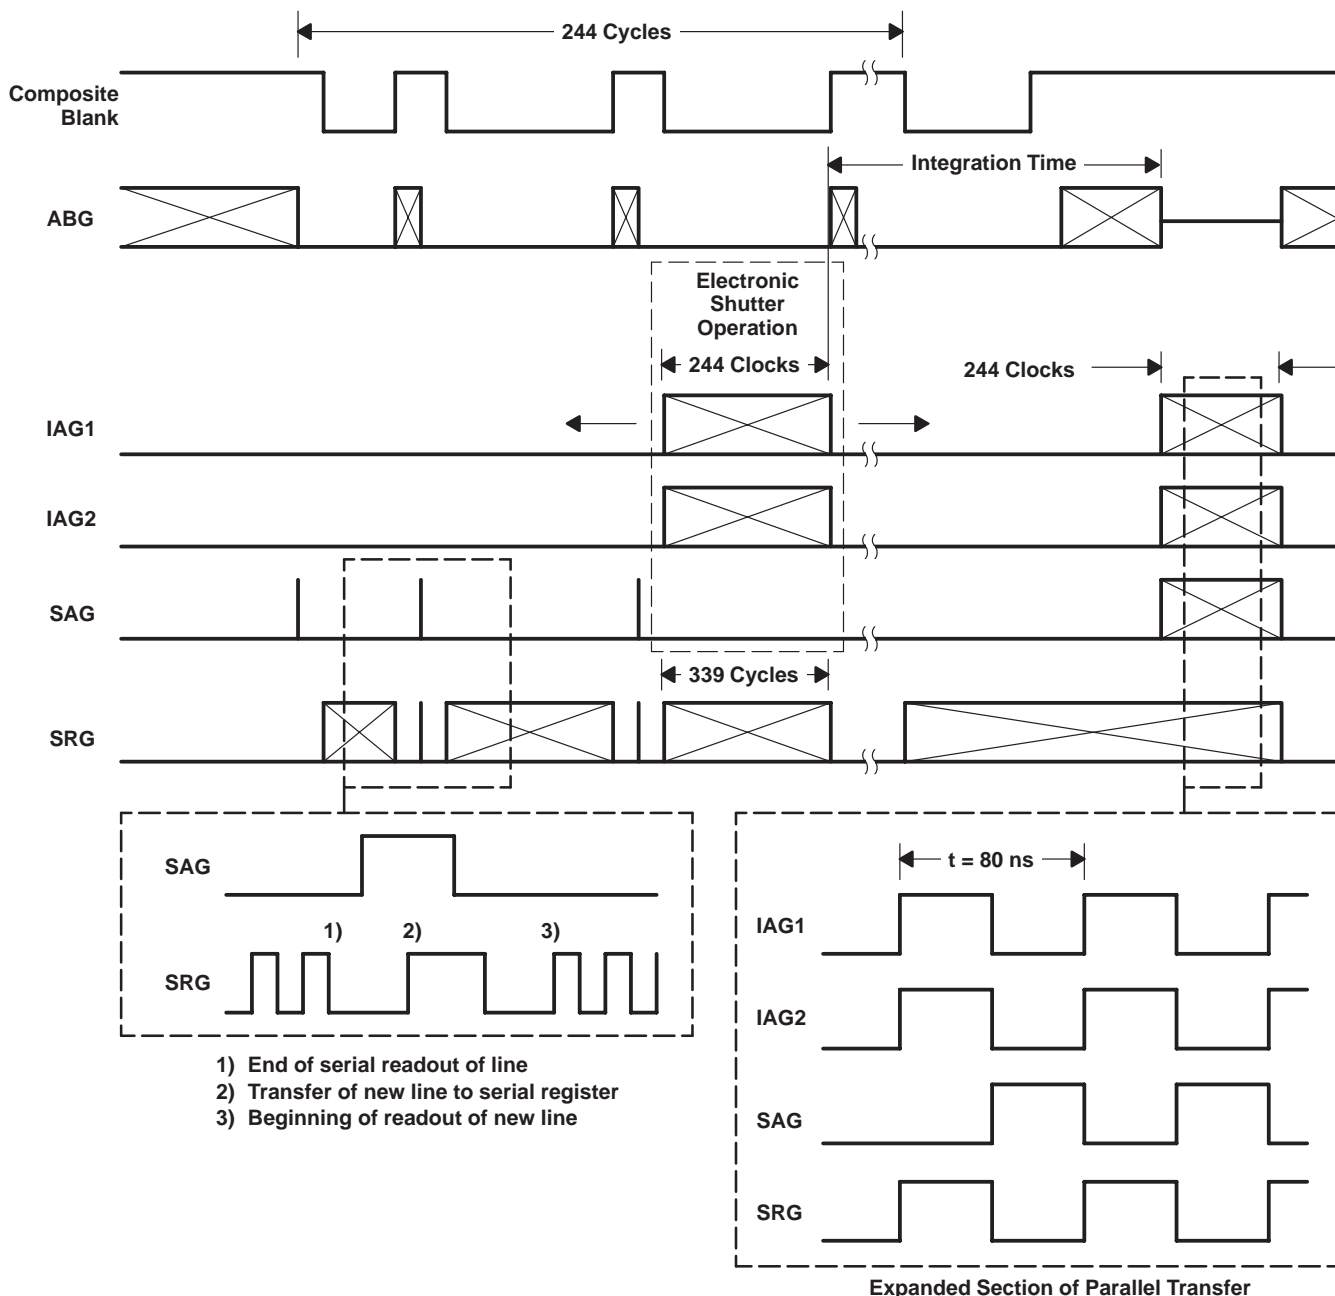 244 Cycles
Composite
Blank
Integration Time
ABG
Electronic
Shutter
Operation
244 Clocks
244 Clocks
IAG1
IAG2
SAG
339 Cycles
SRG
SAG
1)
2)
3)
SRG
1) End of serial readout of line
2) Transfer of new line to serial register
3) Beginning of readout of new line
t = 80 ns
IAG1
IAG2
SAG
SRG
Expanded Section of Parallel Transfer